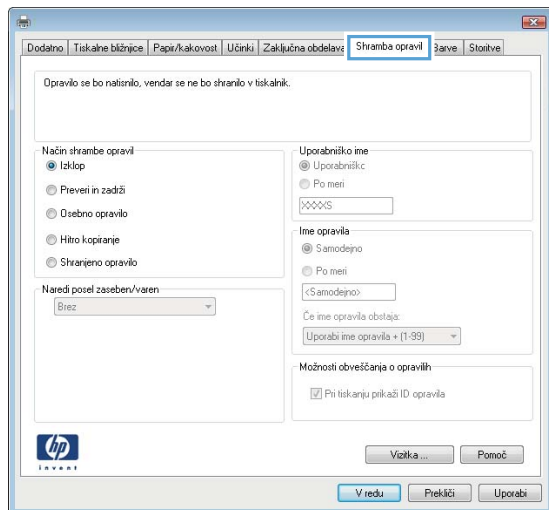 Dodatno Tiskalne bližnjice Papir/kakovost Učinki Zaključna obdelava Shramba opravil Barve Storitve
Opravilo se bo natisnilo, vendar se ne bo shranilo v tiskalnik.
Način shrambe opravil
Izklop
Preveri in zadrži
Osebno opravilo
Hitro kopiranje
Shranjeno opravilo
Naredi posel zaseben/varen
Brez
Uporabniško ime
Uporabniško
Po meri
XXXXS
Ime opravila
Samodejno
Po meri
<Samodejno>
Če ime opravila obstaja:
Uporabi ime opravila + (1-99)
Možnosti obveščanja o opravilih
Pri tiskanju prikaži ID opravila
hp
invent
Vizitka ... Pomoč
V redu Prekliči Uporabi